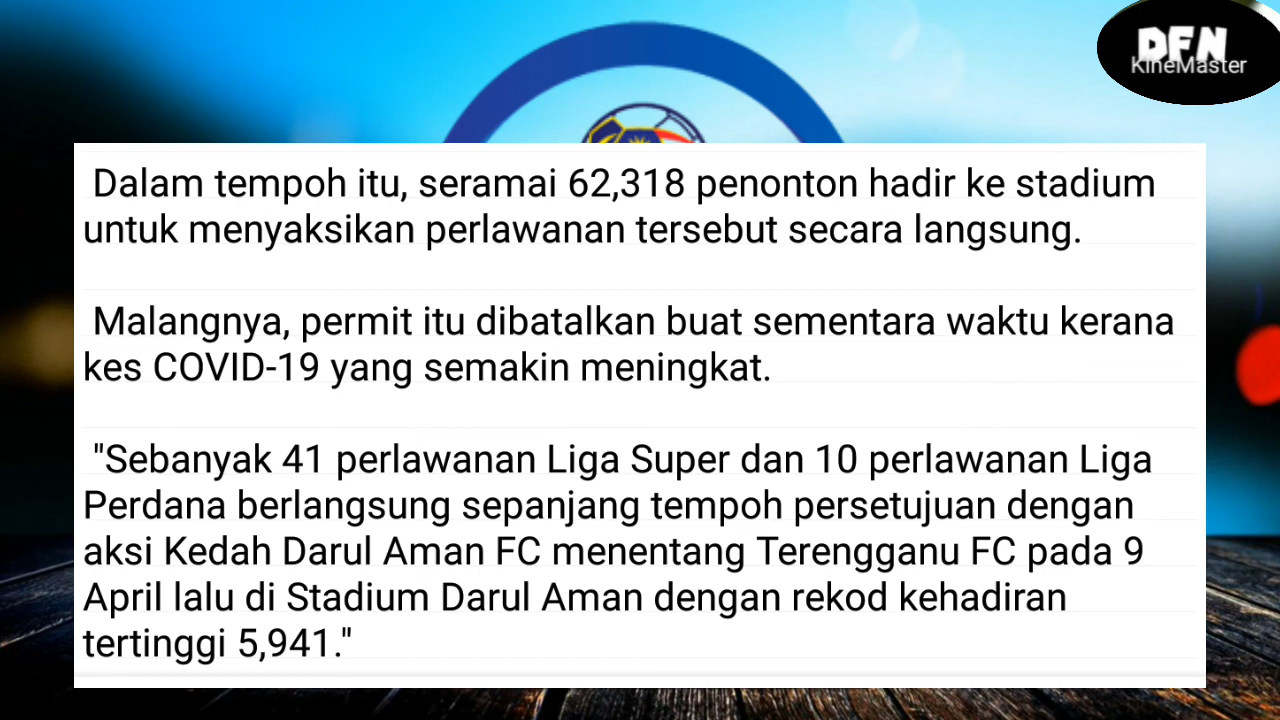 DFN
KineMaster
Dalam tempoh itu, seramai 62,318 penonton hadir ke stadium
untuk menyaksikan perlawanan tersebut secara langsung.
Malangnya, permit itu dibatalkan buat sementara waktu kerana
kes COVID-19 yang semakin meningkat.
"Sebanyak 41 perlawanan Liga Super dan 10 perlawanan Liga
Perdana berlangsung sepanjang tempoh persetujuan dengan
aksi Kedah Darul Aman FC menentang Terengganu FC pada 9
April lalu di Stadium Darul Aman dengan rekod kehadiran
tertinggi 5,941."